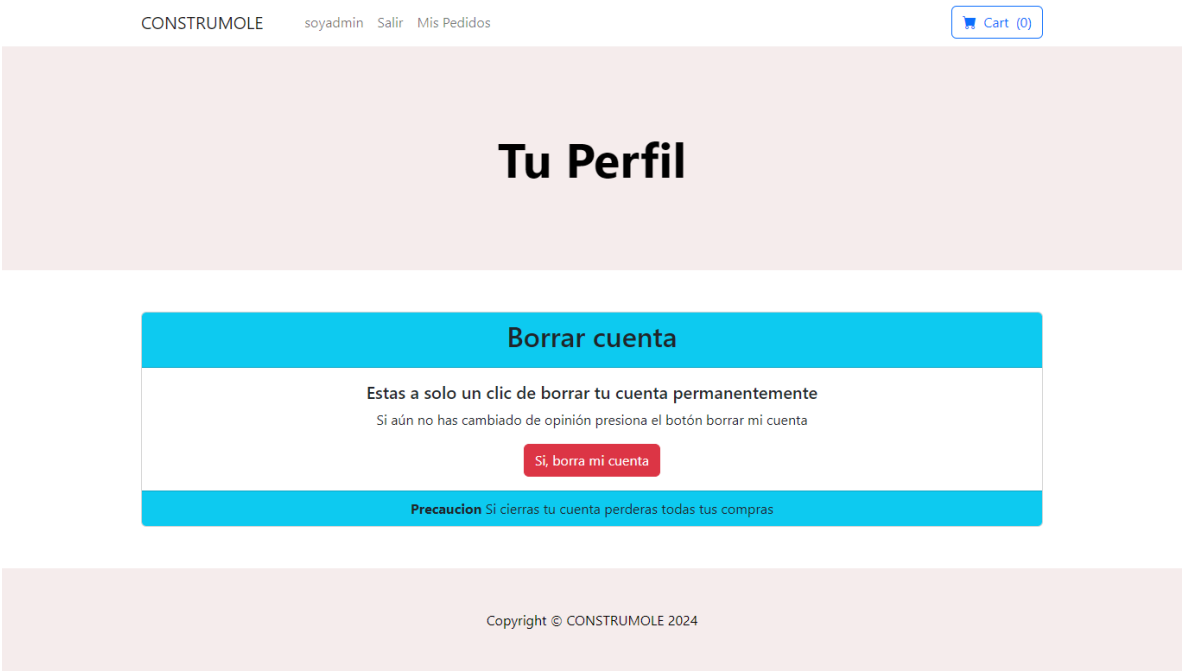 CONSTRUMOLE soyadmin Salir Mis Pedidos Cart (0)
Tu Perfil
Borrar cuenta
Estas a solo un clic de borrar tu cuenta permanentemente
Si aún no has cambiado de opinión presiona el botón borrar mi cuenta
Si, borra mi cuenta
Precaucion Si cierras tu cuenta perderas todas tus compras
Copyright © CONSTRUMOLE 2024